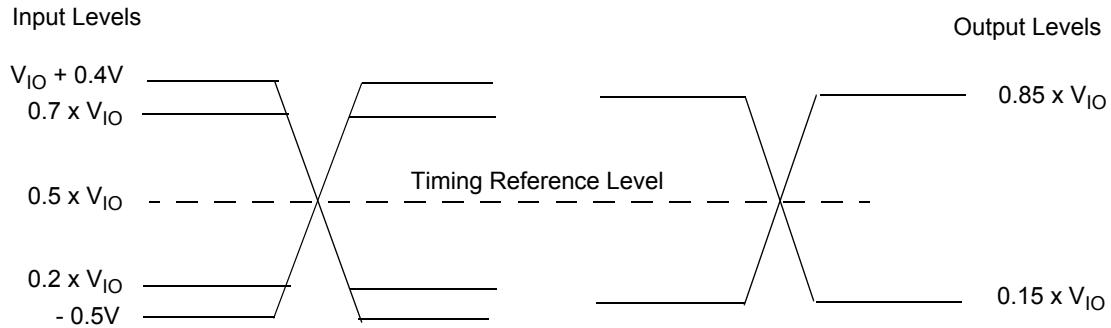 Input Levels
Output Levels
V_IO + 0.4V
0.7 x V_IO
0.85 x V_IO
Timing Reference Level
0.5 x V_IO
0.2 x V_IO
- 0.5V
0.15 x V_IO